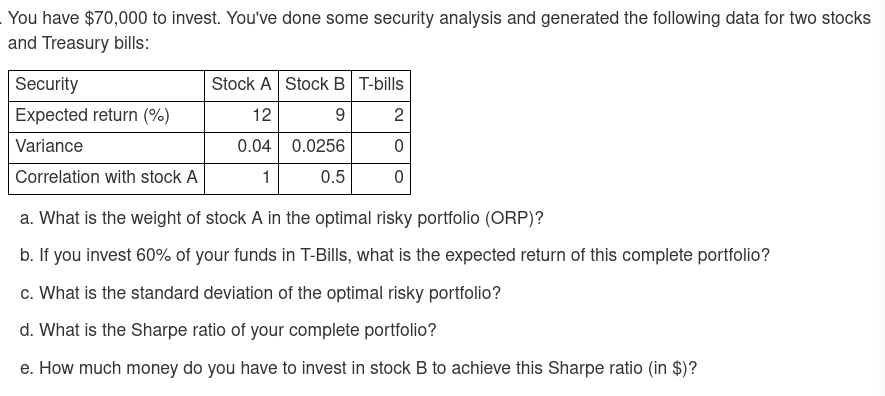 . You have $70,000 to invest. You've done some security analysis and generated the following data for two stocks
and Treasury bills:
Security Stock A Stock B T-bills
Expected return (%) 12 9 2
Variance 0.04 0.0256 0
Correlation with stock A 1 0.5 0
a. What is the weight of stock A in the optimal risky portfolio (ORP)?
b. If you invest 60% of your funds in T-Bills, what is the expected return of this complete portfolio?
c. What is the standard deviation of the optimal risky portfolio?
d. What is the Sharpe ratio of your complete portfolio?
e. How much money do you have to invest in stock B to achieve this Sharpe ratio (in $)?